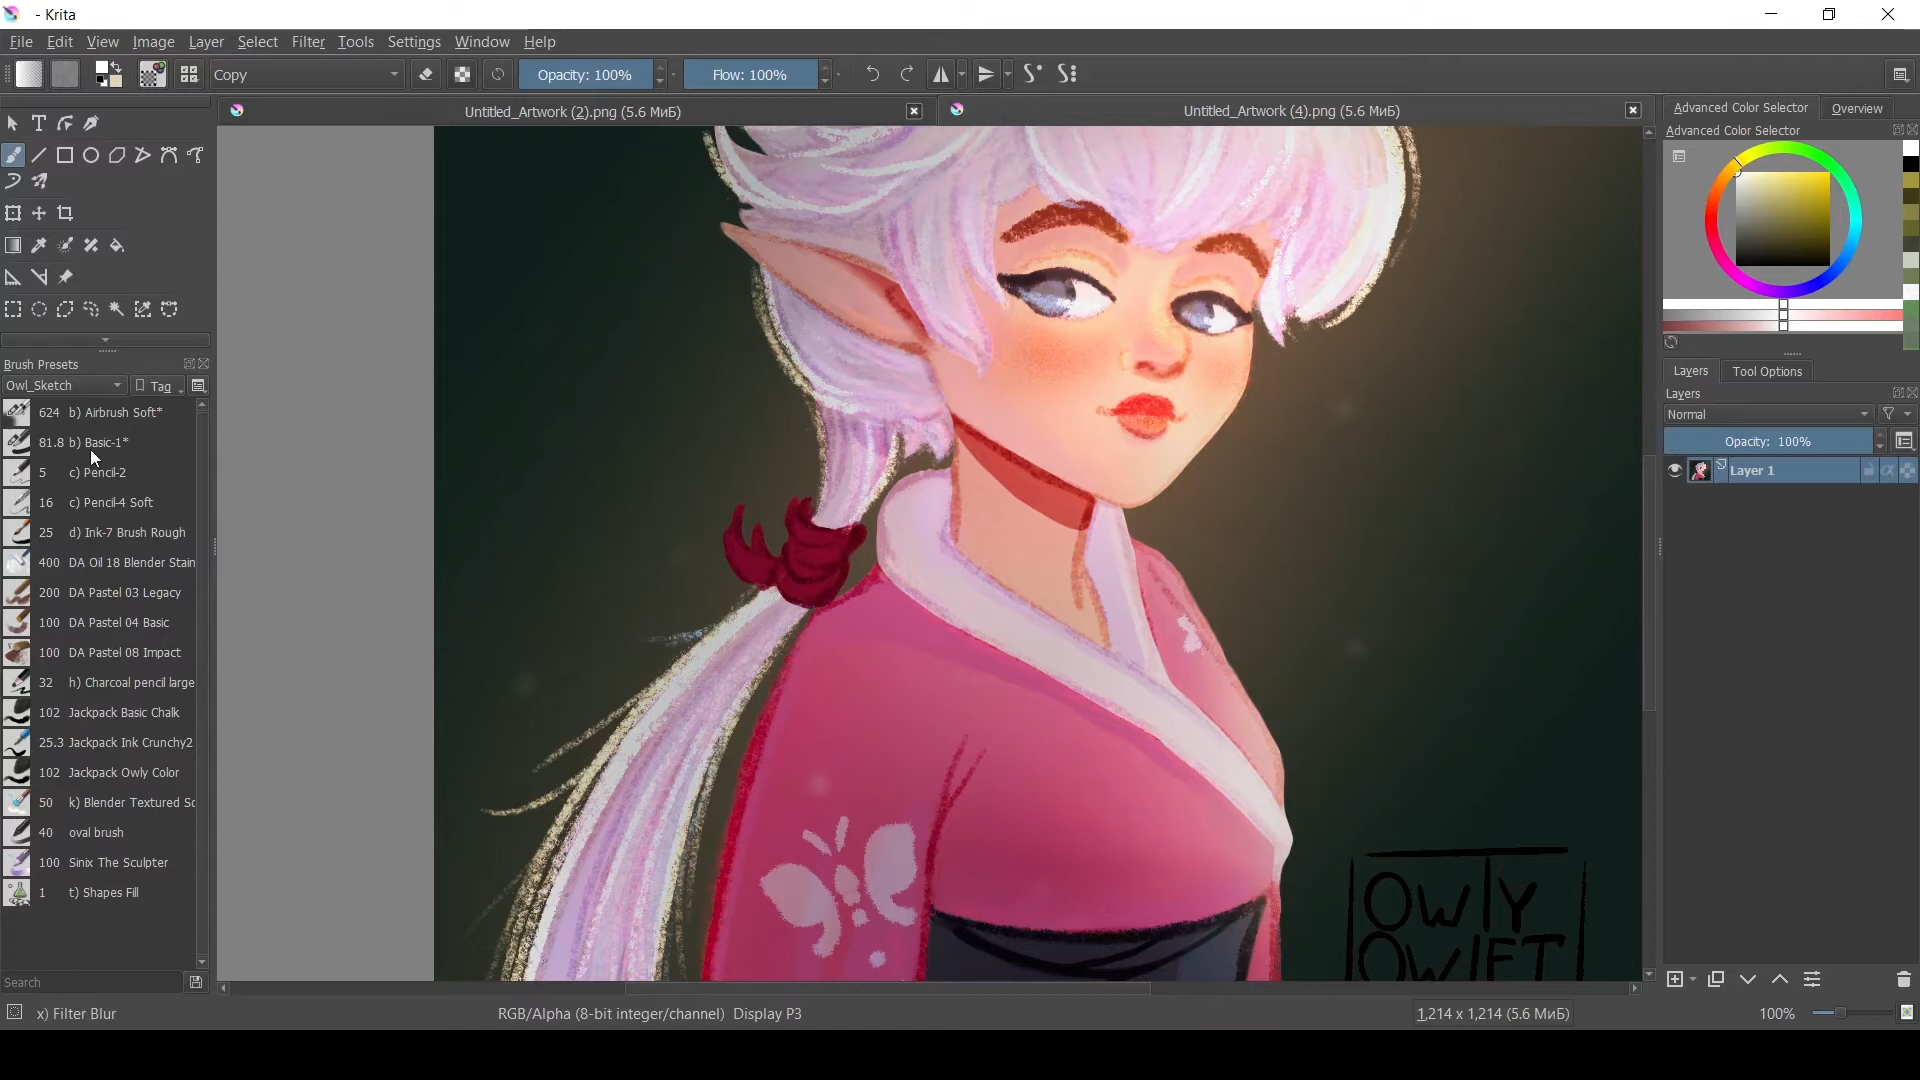 - Krita
File Edit View Image Layer Select Filter Tools Settings Window Help
Copy Opacity: 100% Flow: 100%
Untitled_Artwork (2).png (5.6 МиБ) Untitled_Artwork (4).png (5.6 МиБ)
Advanced Color Selector Overview
Advanced Color Selector
Brush Presets
Owl_Sketch Tag
624 b) Airbrush Soft*
81.8 b) Basic-1*
5 c) Pencil-2
16 c) Pencil-4 Soft
25 d) Ink-7 Brush Rough
400 DA Oil 18 Blender Stain
200 DA Pastel 03 Legacy
100 DA Pastel 04 Basic
100 DA Pastel 08 Impact
32 h) Charcoal pencil large
102 Jackpack Basic Chalk
25.3 Jackpack Ink Crunchy2
102 Jackpack Owly Color
50 k) Blender Textured So
40 oval brush
100 Sinix The Sculpter
1 t) Shapes Fill
Search
OWTY
OWLET
Layers Tool Options
Layers
Normal
Opacity: 100%
Layer 1
x) Filter Blur RGB/Alpha (8-bit integer/channel) Display P3 1,214 x 1,214 (5.6 МиБ) 100%